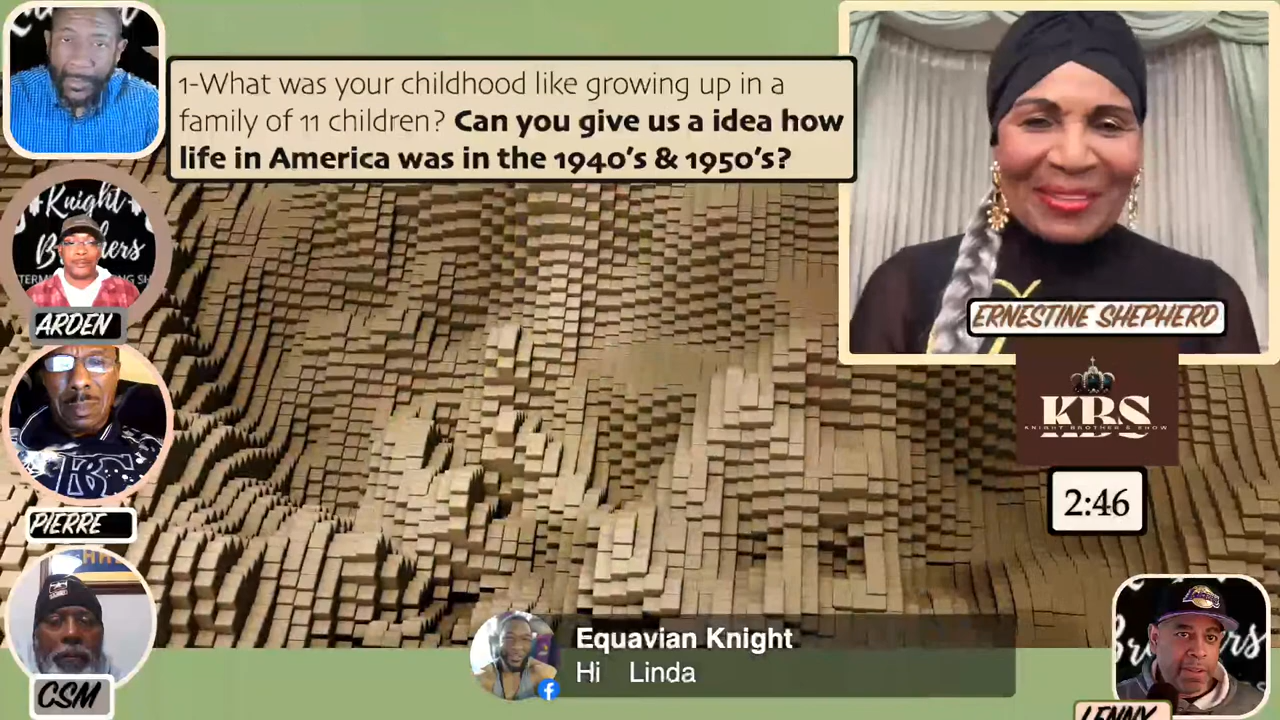 1-What was your childhood like growing up in a
family of 11 children? Can you give us a idea how
life in America was in the 1940's & 1950's?
ERNESTINE SHEPHERD
Knight
ARDEN
KBS
KNIGHT BROTHER'S SHOW
2:46
PIERRE
CSM
Equavian Knight
Hi Linda
LENNY